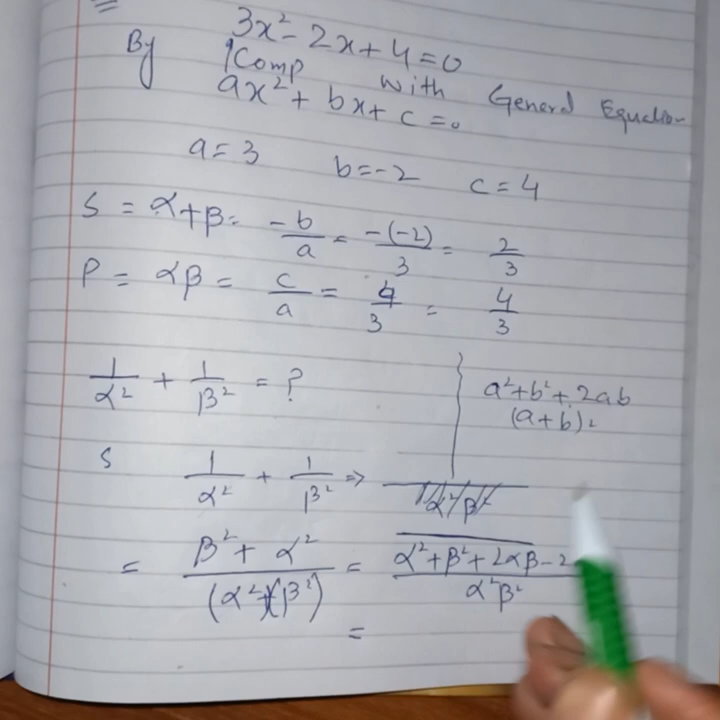 3x² - 2x + 4 = 0
By Comp with General Equation
ax² + bx + c = 0
a = 3 b = -2 c = 4
S = α + β = -b/a = -(-2)/3 = 2/3
P = αβ = c/a = 4/3 = 4/3
1/α² + 1/β² = ?
a² + b² + 2ab
(a + b)²
S 1/α² + 1/β² ⇒
= β² + α² / (α²)(β²) = α² + β² + 2αβ - 2 / α²β²
=